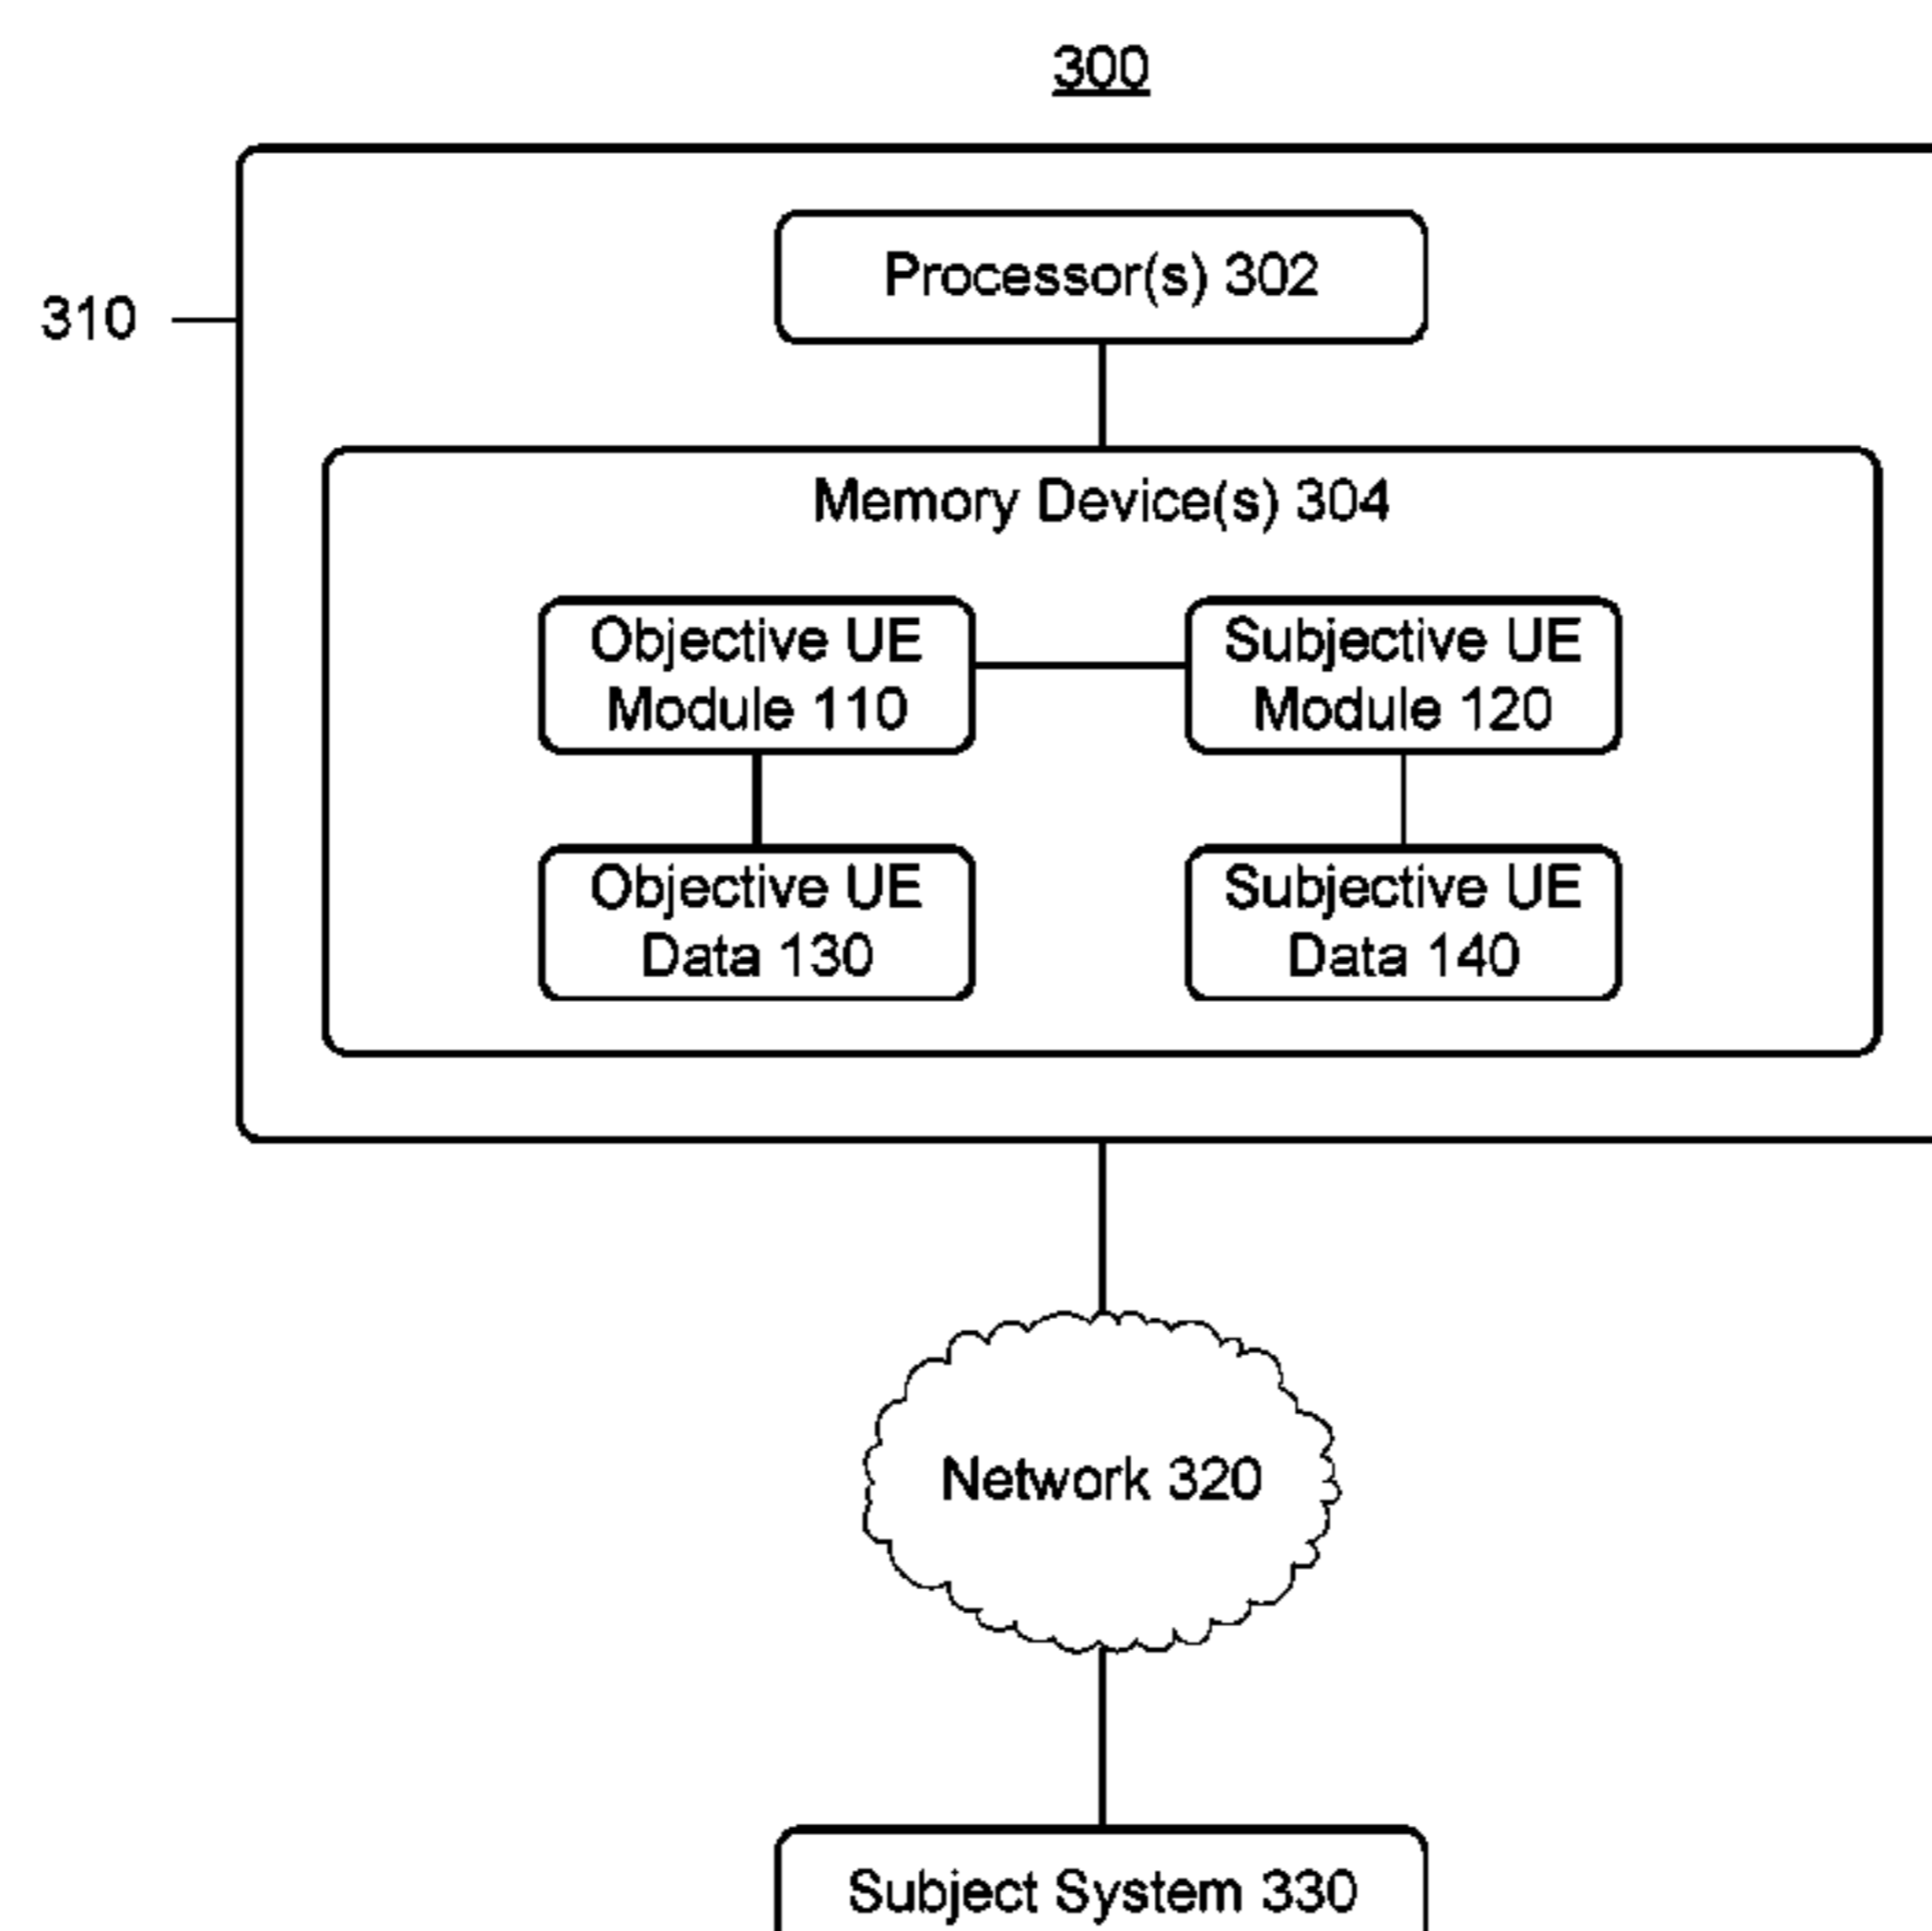 300
310
Processor(s) 302
Memory Device(s) 304
Objective UE
Module 110
Subjective UE
Module 120
Objective UE
Data 130
Subjective UE
Data 140
Network 320
Subject System 330